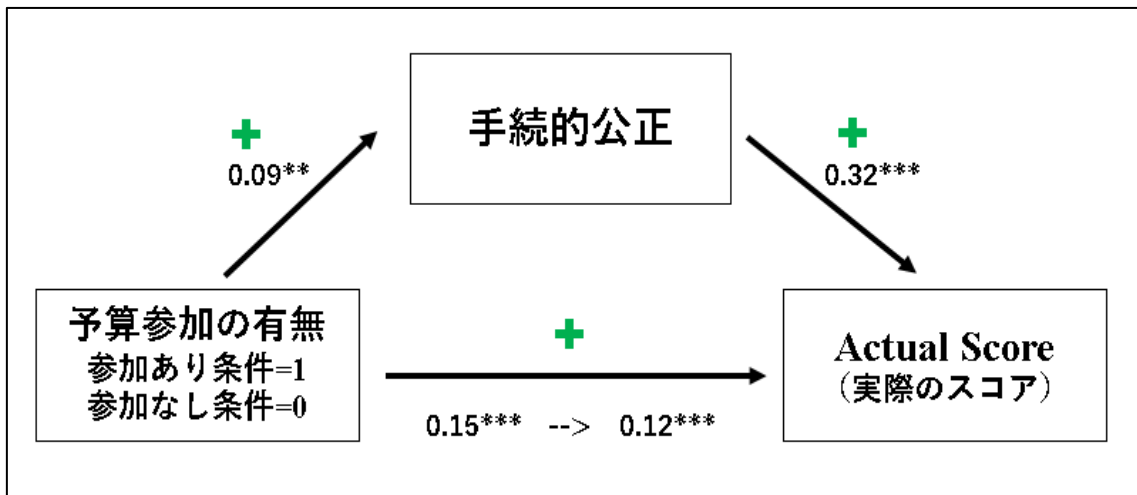 手続的公正
+
0.09**
+
0.32***
予算参加の有無
参加あり条件=1
参加なし条件=0
+
0.15*** --> 0.12***
Actual Score
（実際のスコア）